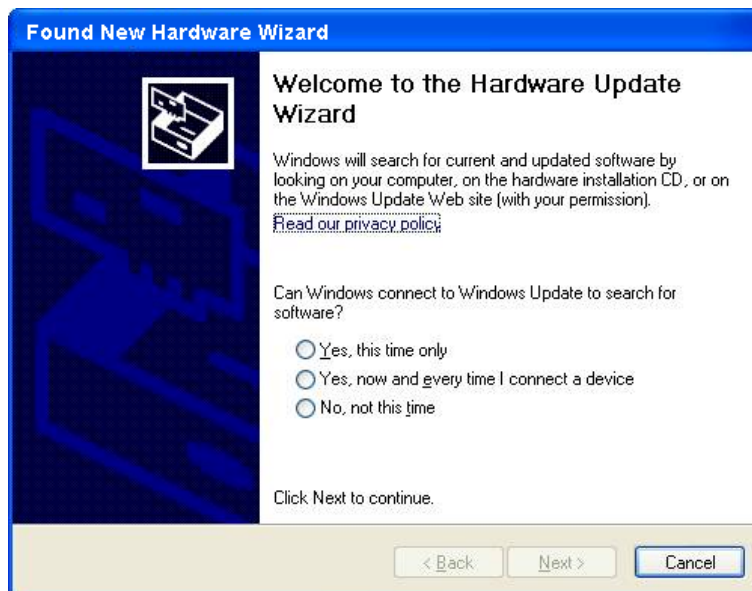 Found New Hardware Wizard
Welcome to the Hardware Update
Wizard
Windows will search for current and updated software by
looking on your computer, on the hardware installation CD, or on
the Windows Update Web site (with your permission).
Read our privacy policy
Can Windows connect to Windows Update to search for
software?
Yes, this time only
Yes, now and every time I connect a device
No, not this time
Click Next to continue.
< Back Next > Cancel